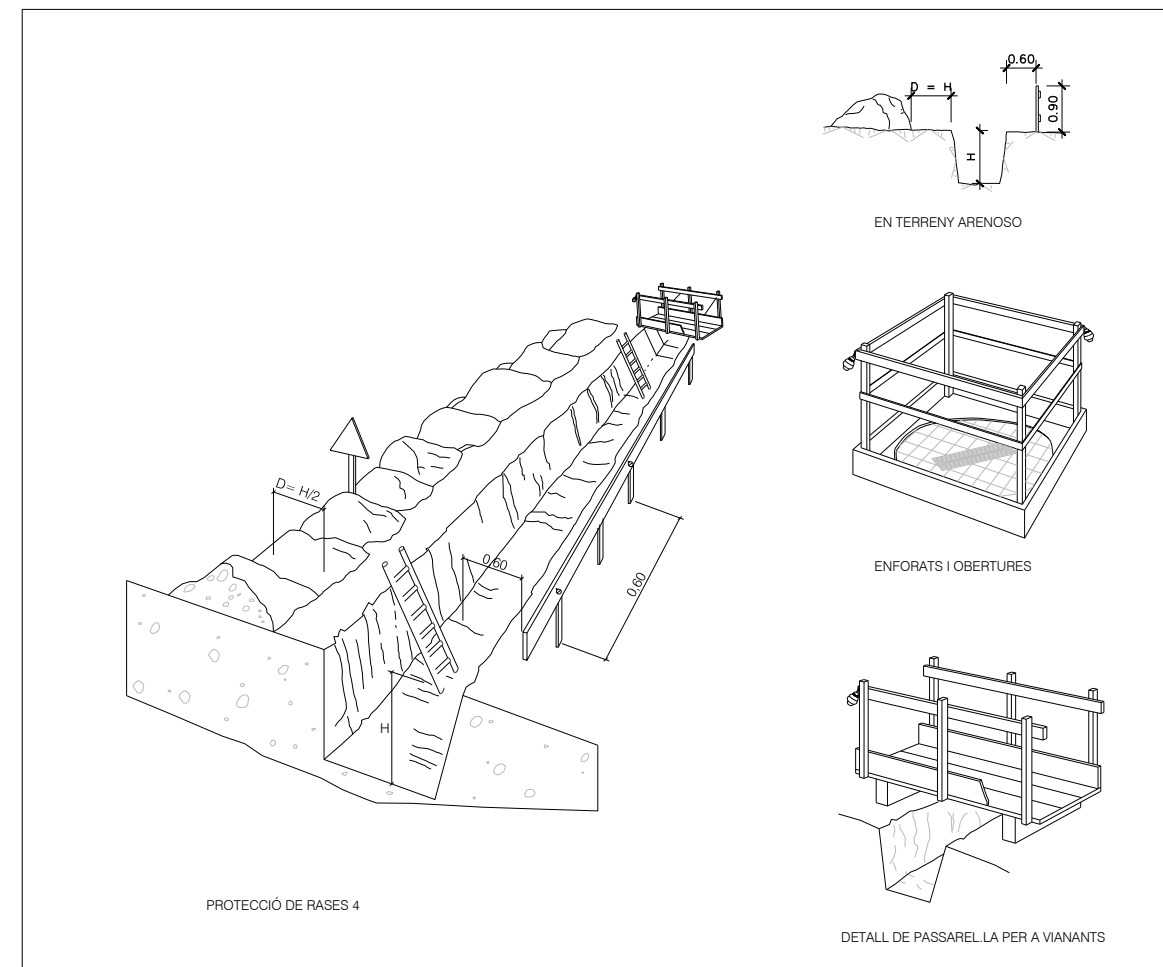 0.60
D = H
0.90
H
EN TERRENY ARENOSO
D= H/2
0,60
0,60
H
ENFORATS I OBERTURES
PROTECCIÓ DE RASES 4
DETALL DE PASSAREL.LA PER A VIANANTS